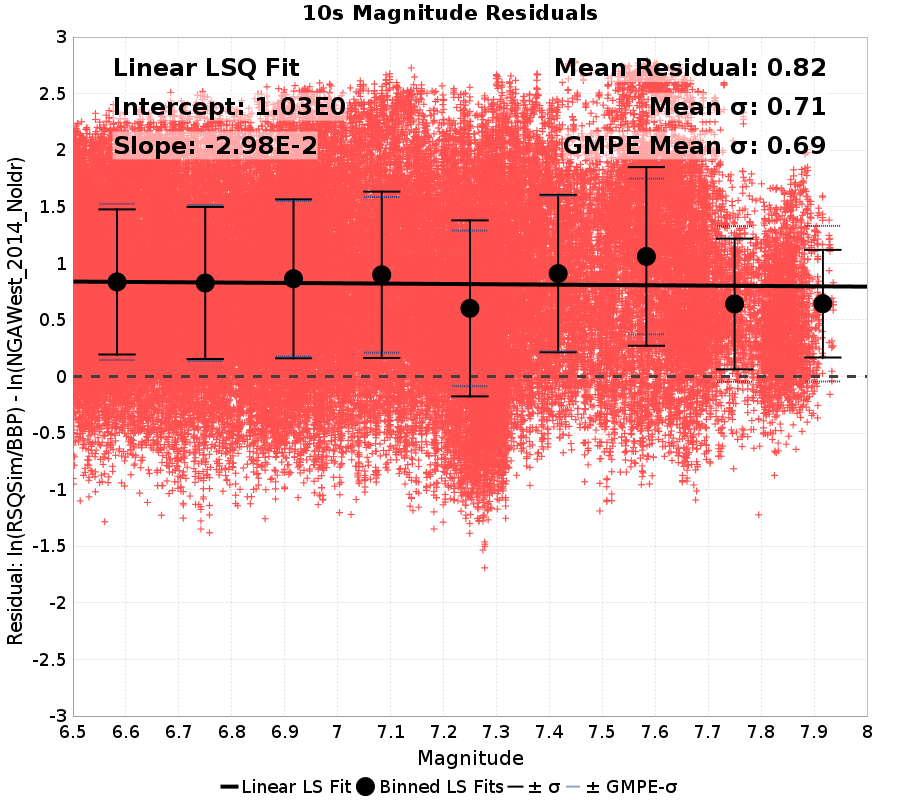 10s Magnitude Residuals
Linear LSQ Fit
Intercept: 1.03E0
Slope: -2.98E-2
Mean Residual: 0.82
Mean σ: 0.71
GMPE Mean σ: 0.69
Residual: ln(RSQSim/BBP) - ln(NGAWest_2014_NoIdr)
3
2.5
2
1.5
1
0.5
0
-0.5
-1
-1.5
-2
-2.5
-3
6.5 6.6 6.7 6.8 6.9 7 7.1 7.2 7.3 7.4 7.5 7.6 7.7 7.8 7.9 8
Magnitude
Linear LS Fit Binned LS Fits ± σ ± GMPE-σ